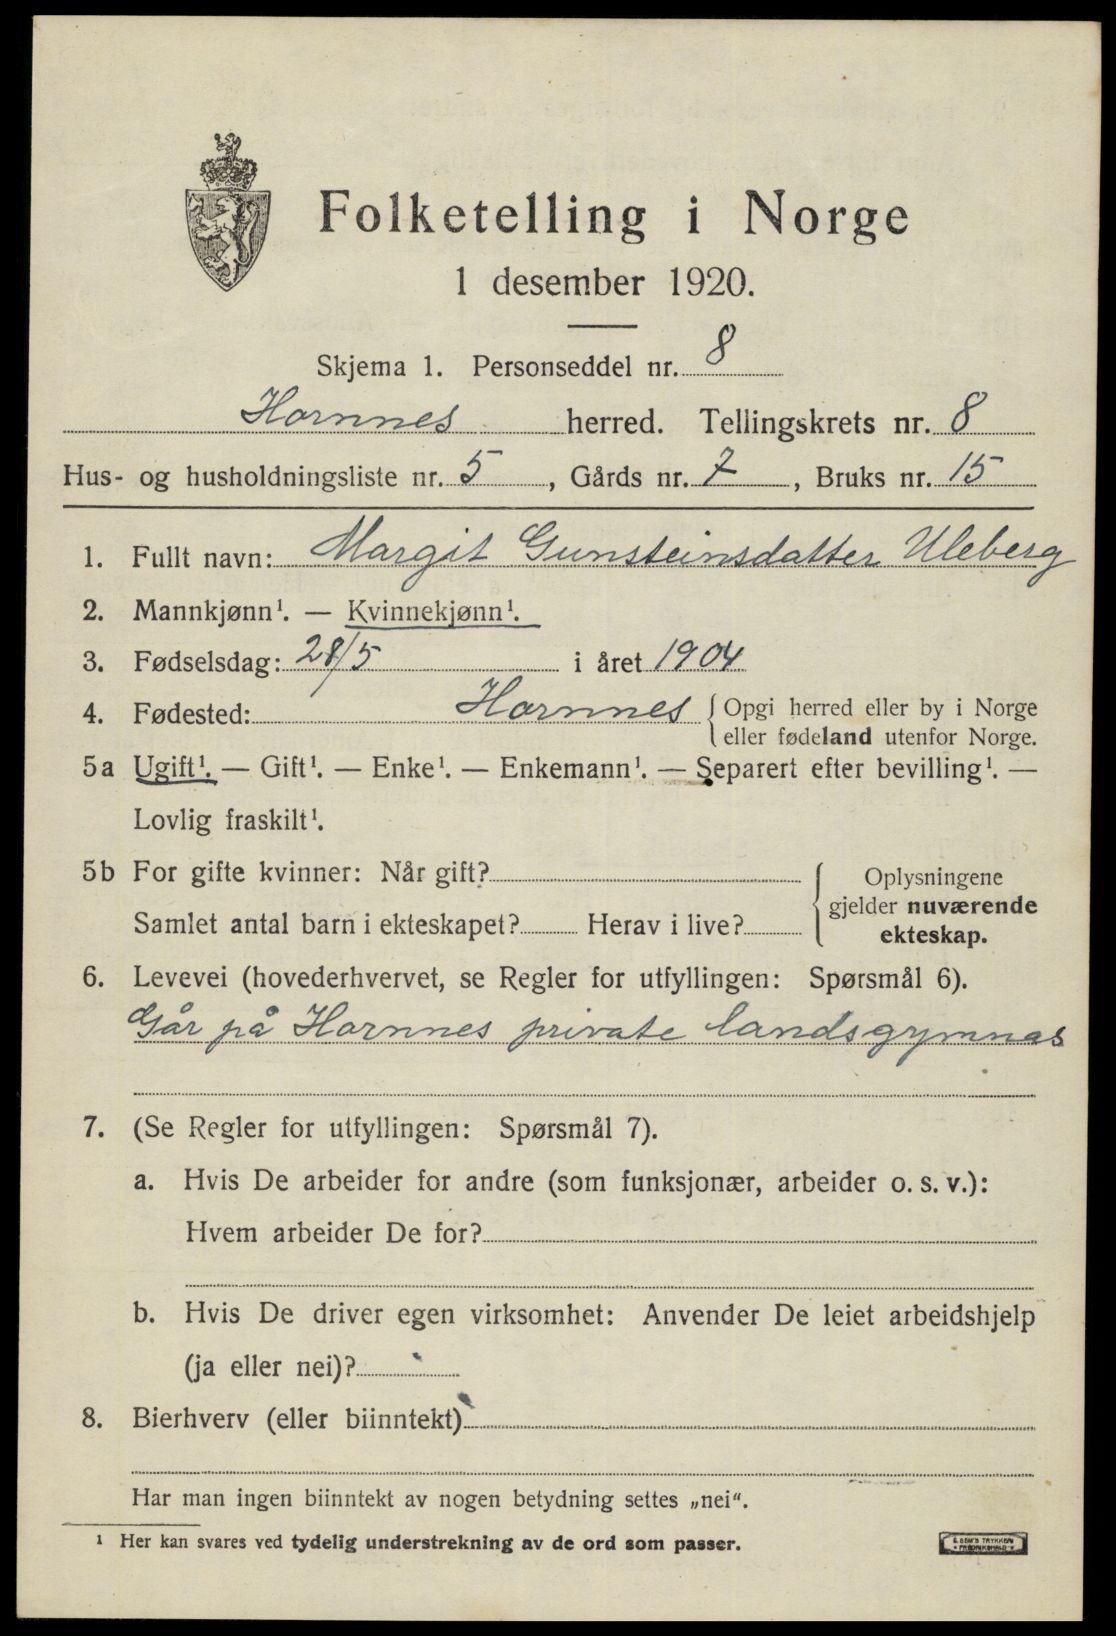 Folketelling i Norge
1 desember 1920.
Skjema 1. Personseddel nr. 8
Hornnes herred. Tellingskrets nr. 8
Hus- og husholdningsliste nr. 5, Gårds nr. 7, Bruks nr. 15
1. Fullt navn: Margit Gunsteinsdatter Uleberg
2. Mannkjønn¹. — Kvinnekjønn¹.
3. Fødselsdag: 28/5 i året 1904
4. Fødested: Hornnes { Opgi herred eller by i Norge
eller fødeland utenfor Norge.
5a Ugift¹. — Gift¹. — Enke¹. — Enkemann¹. — Separert efter bevilling¹. —
Lovlig fraskilt¹.
5b For gifte kvinner: Når gift?
Samlet antal barn i ekteskapet? Herav i live?
Oplysningene
gjelder nuværende
ekteskap.
6. Levevei (hovederhvervet, se Regler for utfyllingen: Spørsmål 6).
Går på Hornnes private landsgymnas
7. (Se Regler for utfyllingen: Spørsmål 7).
a. Hvis De arbeider for andre (som funksjonær, arbeider o. s. v.):
Hvem arbeider De for?
b. Hvis De driver egen virksomhet: Anvender De leiet arbeidshjelp
(ja eller nei)?
8. Bierhverv (eller biinntekt)
Har man ingen biinntekt av nogen betydning settes „nei“.
¹ Her kan svares ved tydelig understrekning av de ord som passer.